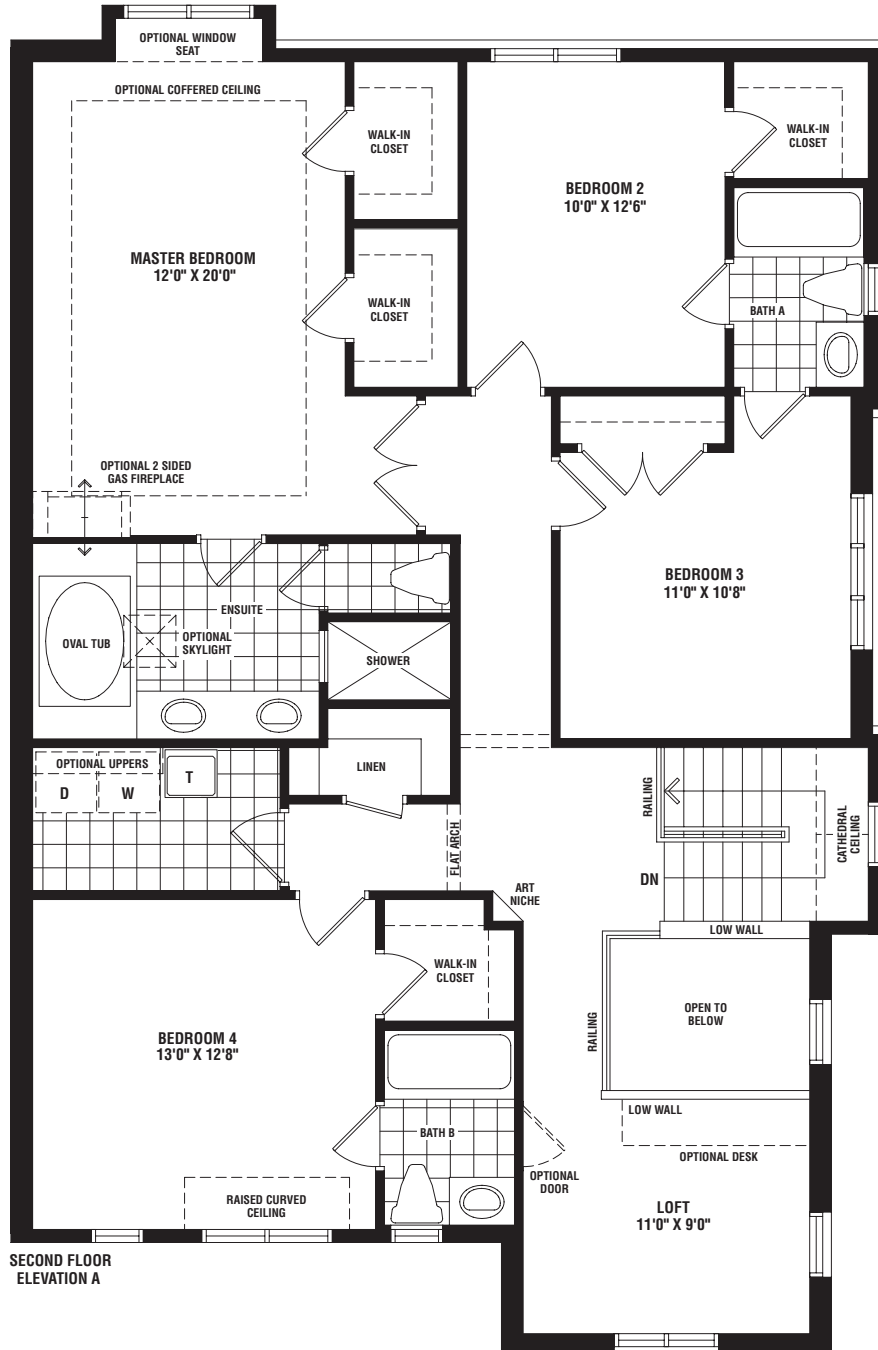 OPTIONAL WINDOW
SEAT
OPTIONAL COFFERED CEILING
WALK-IN
CLOSET
WALK-IN
CLOSET
BEDROOM 2
10'0" X 12'6"
MASTER BEDROOM
12'0" X 20'0"
WALK-IN
CLOSET
BATH A
OPTIONAL 2 SIDED
GAS FIREPLACE
BEDROOM 3
11'0" X 10'8"
ENSUITE
OVAL TUB
OPTIONAL
SKYLIGHT
SHOWER
OPTIONAL UPPERS
D
W
T
LINEN
RAILING
CATHEDRAL
CEILING
FLAT ARCH
DN
ART
NICHE
LOW WALL
WALK-IN
CLOSET
OPEN TO
BELOW
RAILING
BEDROOM 4
13'0" X 12'8"
LOW WALL
BATH B
OPTIONAL DESK
OPTIONAL
DOOR
RAISED CURVED
CEILING
LOFT
11'0" X 9'0"
SECOND FLOOR
ELEVATION A